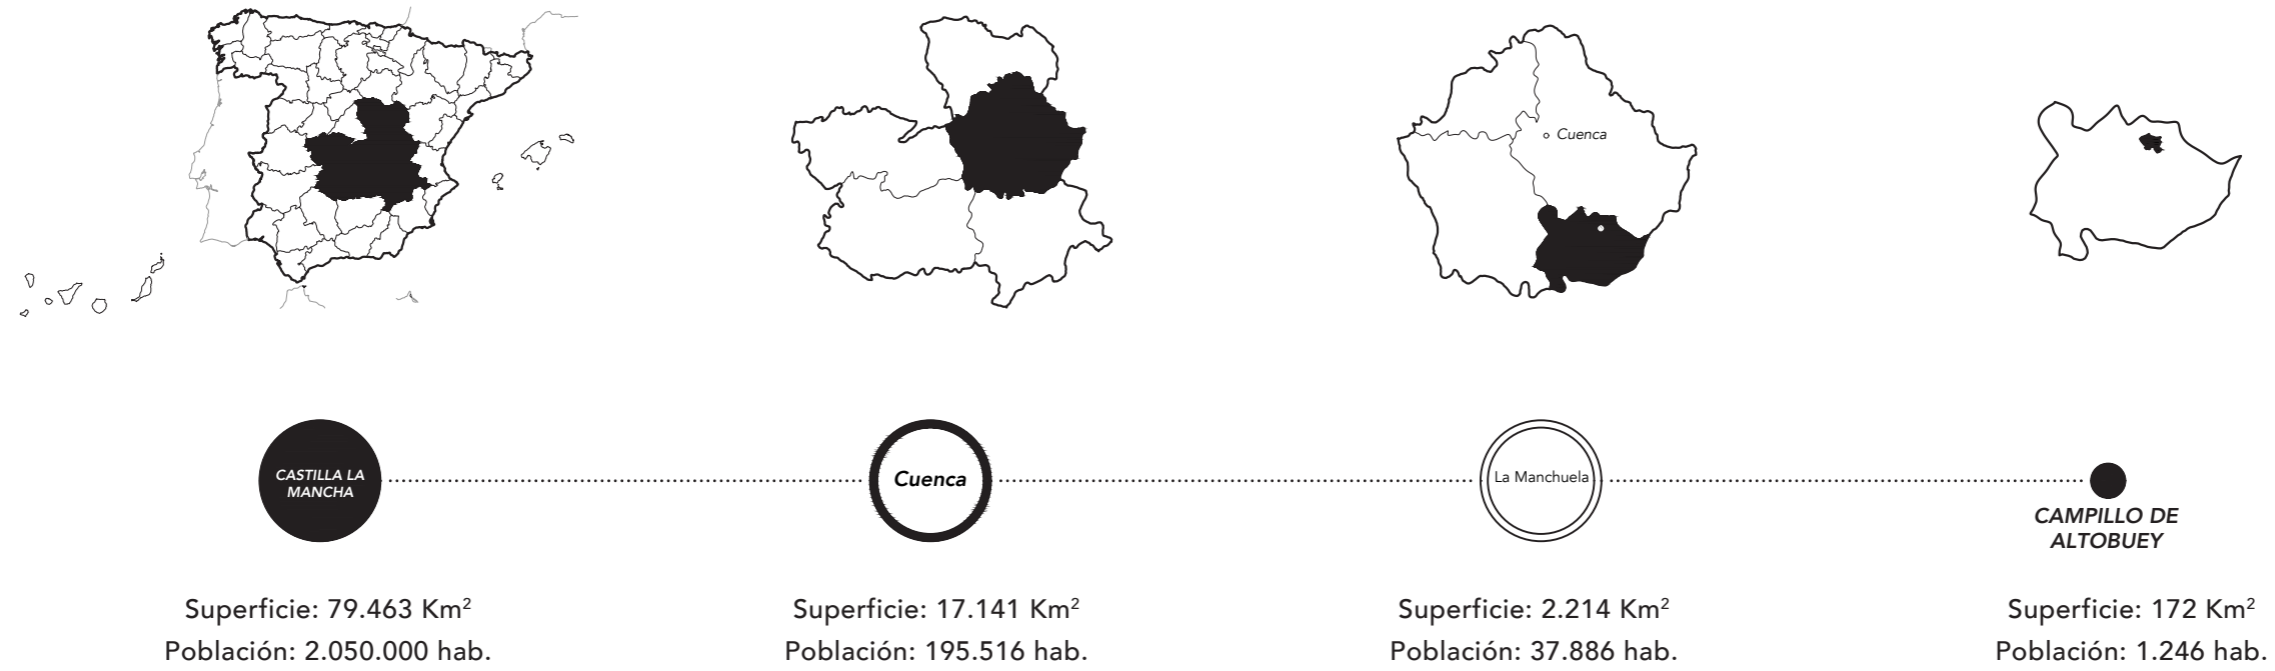 Cuenca
CASTILLA LA
MANCHA
Cuenca
La Manchuela
CAMPILLO DE
ALTOBUEY
Superficie: 79.463 Km²
Población: 2.050.000 hab.
Superficie: 17.141 Km²
Población: 195.516 hab.
Superficie: 2.214 Km²
Población: 37.886 hab.
Superficie: 172 Km²
Población: 1.246 hab.